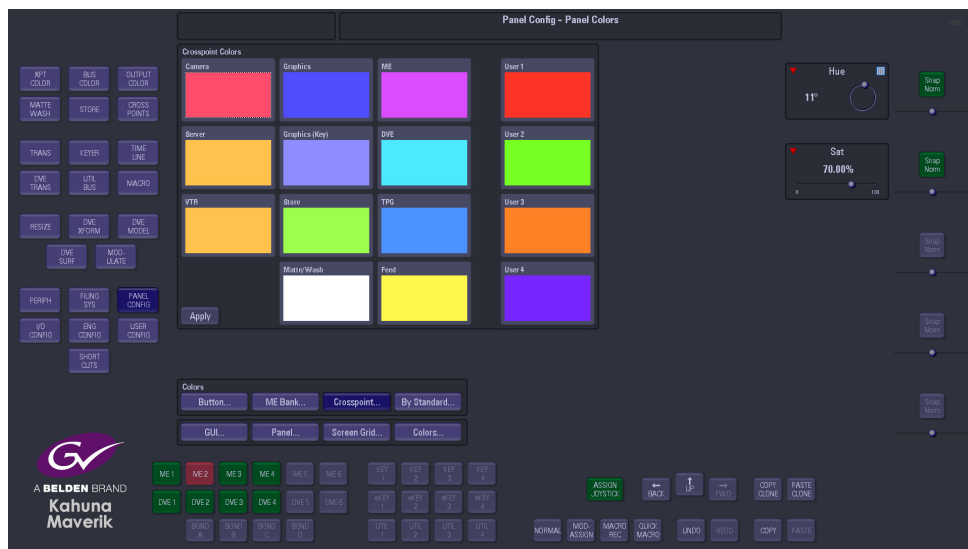 Panel Config - Panel Colors
Crosspoint Colors
Camera Graphics ME User 1
Server Graphics (Key) DVE User 2
VTR Store TPG User 3
Matte/Wash Feed User 4
Apply
XPT COLOR
BUS COLOR
OUTPUT COLOR
MATTE WASH
STORE
CROSS POINTS
TRANS
KEYER
TIME LINE
DVE TRANS
UTIL BUS
MACRO
RESIZE
DVE XFORM
DVE MODEL
DVE SURF
MOD-ULATE
PERIPH
FILING SYS
PANEL CONFIG
I/O CONFIG
ENG CONFIG
USER CONFIG
SHORT CUTS
Hue
11°
Snap Norm
Sat
70.00%
0 100
Snap Norm
Snap Norm
Snap Norm
Snap Norm
Colors
Button... ME Bank... Crosspoint... By Standard...
GUI... Panel... Screen Grid... Colors...
GV
A BELDEN BRAND
Kahuna
Maverik
ME 1 ME 2 ME 3 ME 4 ME 5 ME 6
DVE 1 DVE 2 DVE 3 DVE 4 DVE 5 DVE 6
BGND A BGND B BGND C BGND D
KEY 1 KEY 2 KEY 3 KEY 4
eKEY 1 eKEY 2 eKEY 3 eKEY 4
UTIL 1 UTIL 2 UTIL 3 UTIL 4
ASSIGN JOYSTICK
BACK
UP
FWD
COPY CLONE
PASTE CLONE
NORMAL
MOD-ASSIGN
MACRO REC
QUICK MACRO
UNDO
REDO
COPY
PASTE